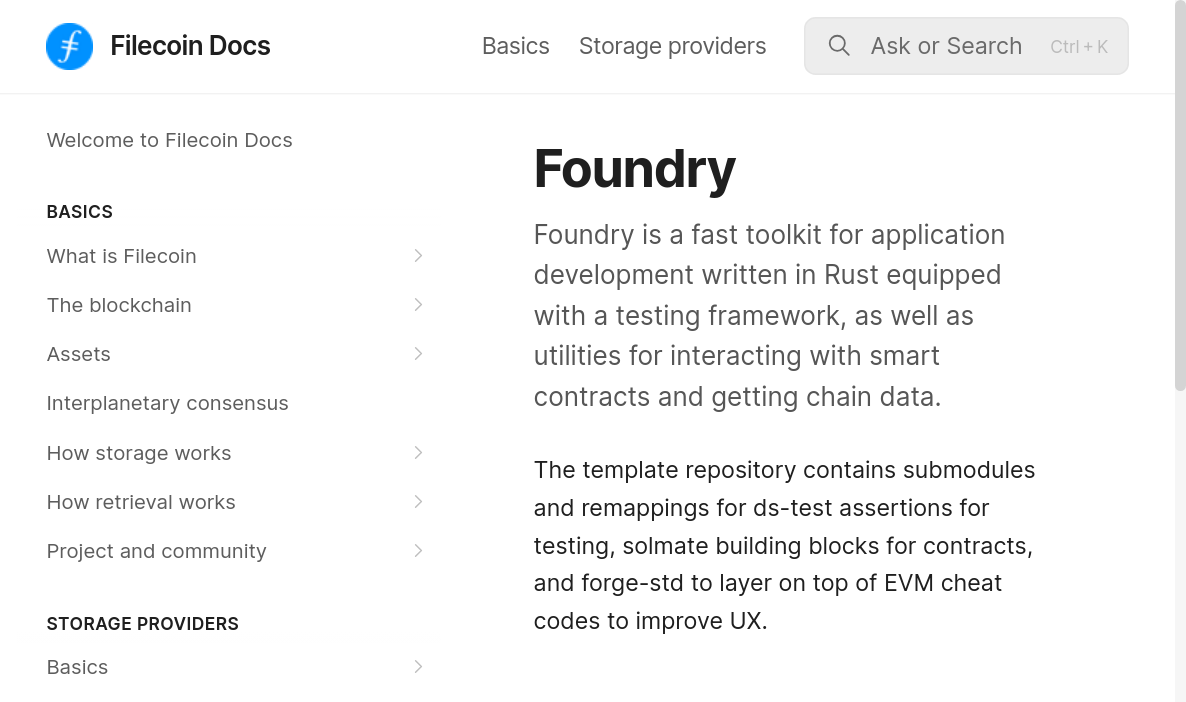 Filecoin Docs
Basics
Storage providers
Ask or Search
Ctrl + K
Welcome to Filecoin Docs
BASICS
What is Filecoin
The blockchain
Assets
Interplanetary consensus
How storage works
How retrieval works
Project and community
STORAGE PROVIDERS
Basics
Foundry
Foundry is a fast toolkit for application
development written in Rust equipped
with a testing framework, as well as
utilities for interacting with smart
contracts and getting chain data.
The template repository contains submodules
and remappings for ds-test assertions for
testing, solmate building blocks for contracts,
and forge-std to layer on top of EVM cheat
codes to improve UX.